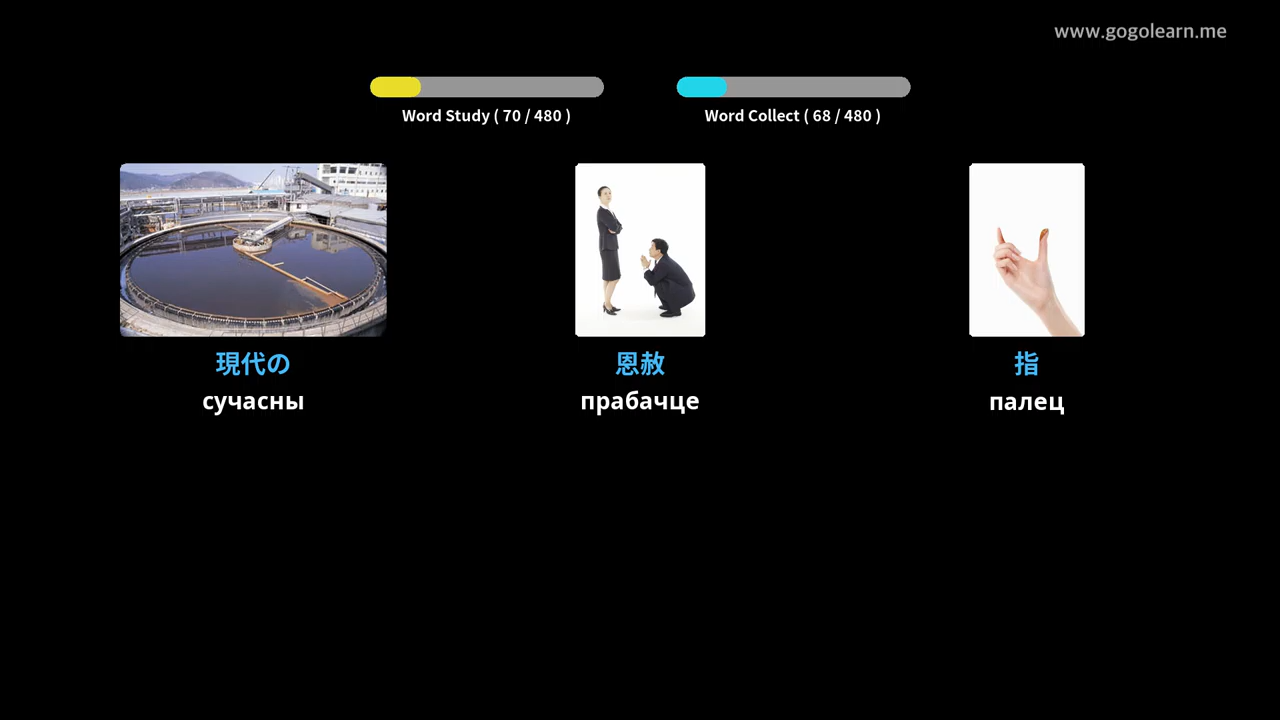 www.gogolearn.me
Word Study ( 70 / 480 )
Word Collect ( 68 / 480 )
現代の
сучасны
恩赦
прабачце
指
палец